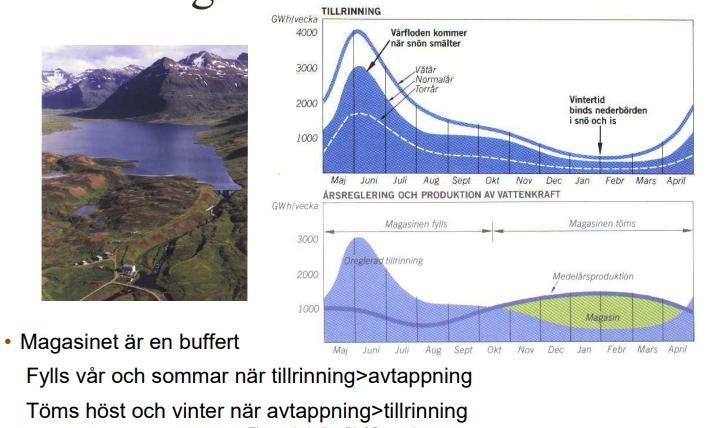 TILLRINNING
GWh/vecka
4000
3000
2000
1000
Vårfloden kommer
när snön smälter
Våtår
Normalår
Torrår
Vintertid
binds nederbörden
i snö och is
Maj Juni Juli Aug Sept Okt Nov Dec Jan Febr Mars April
ÅRSREGLERING OCH PRODUKTION AV VATTENKRAFT
GWh/vecka
Magasinen fylls Magasinen töms
3000
2000
1000
Oreglerad tillrinning
Medelårsproduktion
Magasin
Maj Juni Juli Aug Sept Okt Nov Dec Jan Febr Mars April
• Magasinet är en buffert
Fylls vår och sommar när tillrinning>avtappning
Töms höst och vinter när avtappning>tillrinning